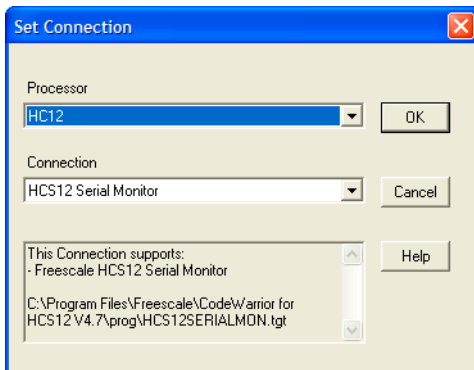 Set Connection
Processor
HC12
OK
Connection
HCS12 Serial Monitor
Cancel
This Connection supports:
- Freescale HCS12 Serial Monitor
Help
C:\Program Files\Freescale\CodeWarrior for
HCS12 V4.7\prog\HCS12SERIALMON.tgt